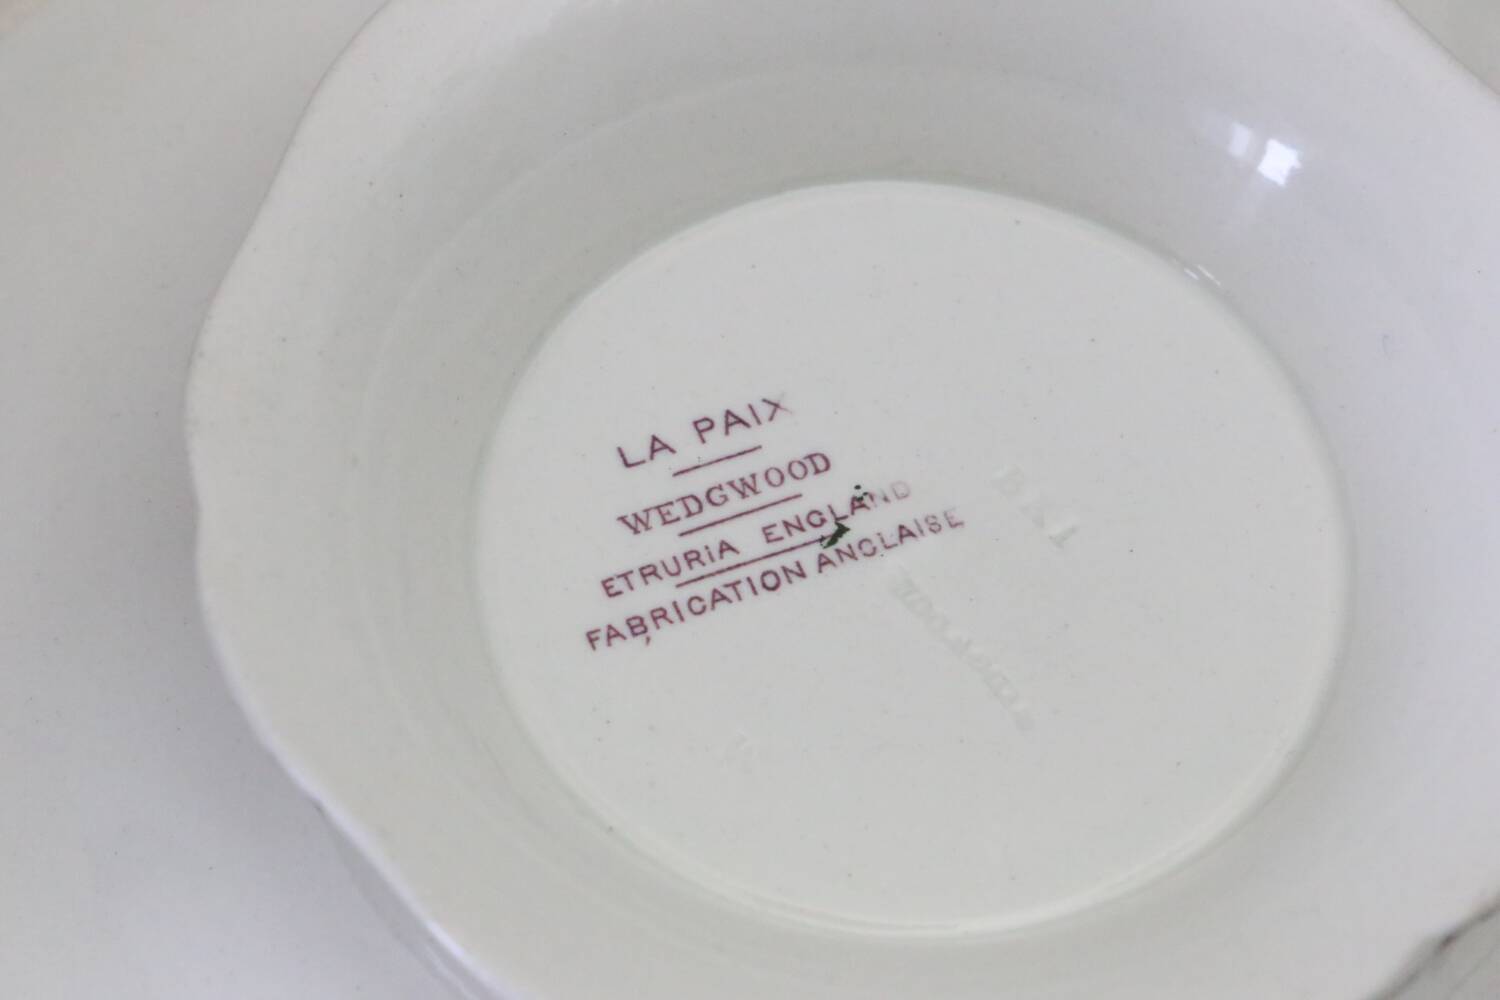 LA PAIX
WEDGWOOD
ETRURIA ENGLAND
FABRICATION ANGLAISE